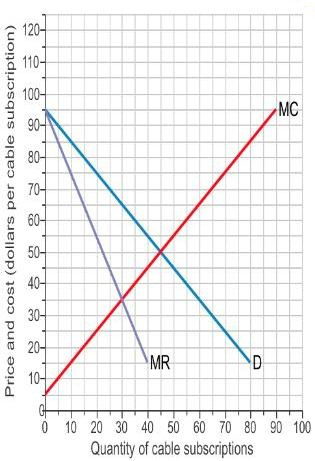 Price and cost (dollars per cable subscription)
120
110
100
90
80
70
60
50
40
30
20
10
0
MC
MR
D
0 10 20 30 40 50 60 70 80 90 100
Quantity of cable subscriptions